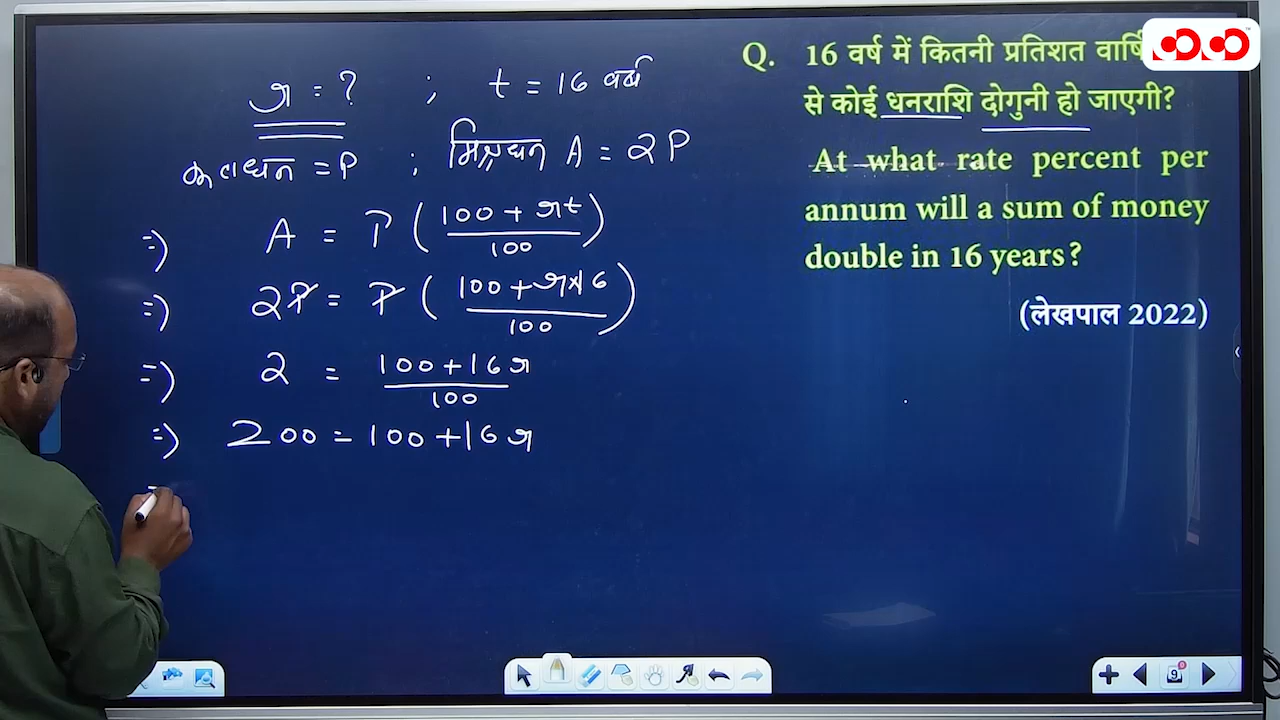 r = ? ; t = 16 वर्ष
मूलधन = P ; मिश्रधन A = 2P
=) A = P ( 100 + rt / 100 )
=) 2P = P ( 100 + r×16 / 100 )
=) 2 = 100 + 16r / 100
=) 200 = 100 + 16r
Q. 16 वर्ष में कितनी प्रतिशत
से कोई धनराशि दोगुनी हो जाएगी?
At what rate percent per
annum will a sum of money
double in 16 years?
(लेखपाल 2022)
9